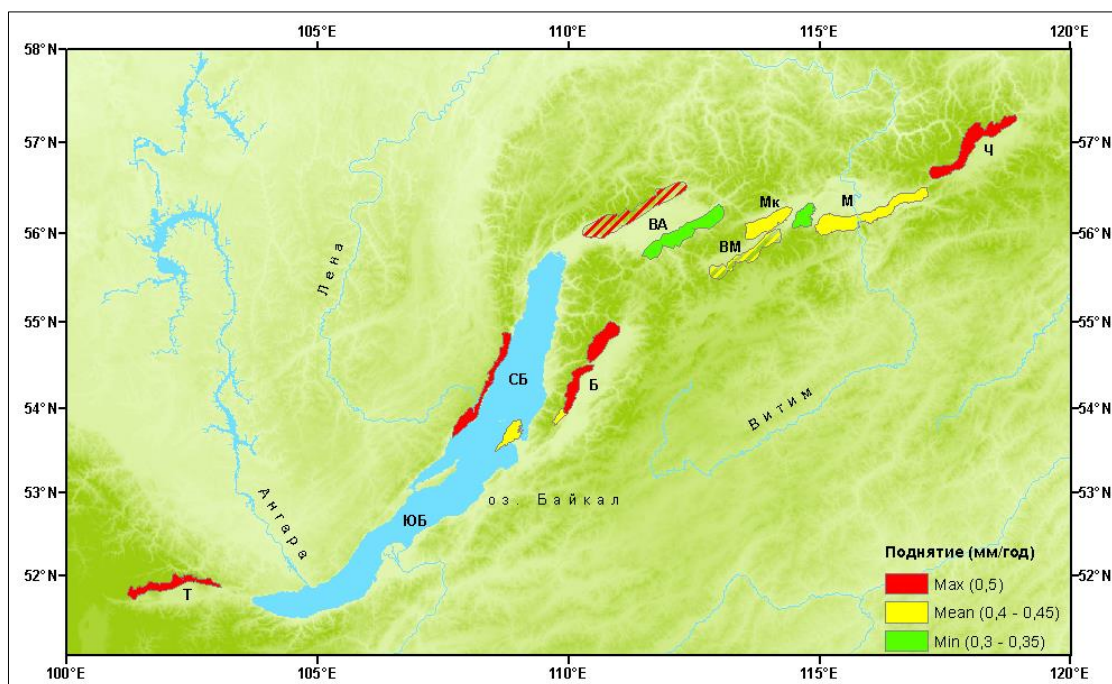 105°E 110°E 115°E 120°E
58°N
57°N 57°N
Ч
Мк М
56°N ВА 56°N
ВМ
Лена
55°N 55°N
СБ Б
Витим
54°N 54°N
53°N оз. Байкал 53°N
Ангара
ЮБ
Поднятие (мм/год)
52°N 52°N
Max (0,5)
Т
Mean (0,4 - 0,45)
Min (0,3 - 0,35)
100°E 105°E 110°E 115°E 120°E